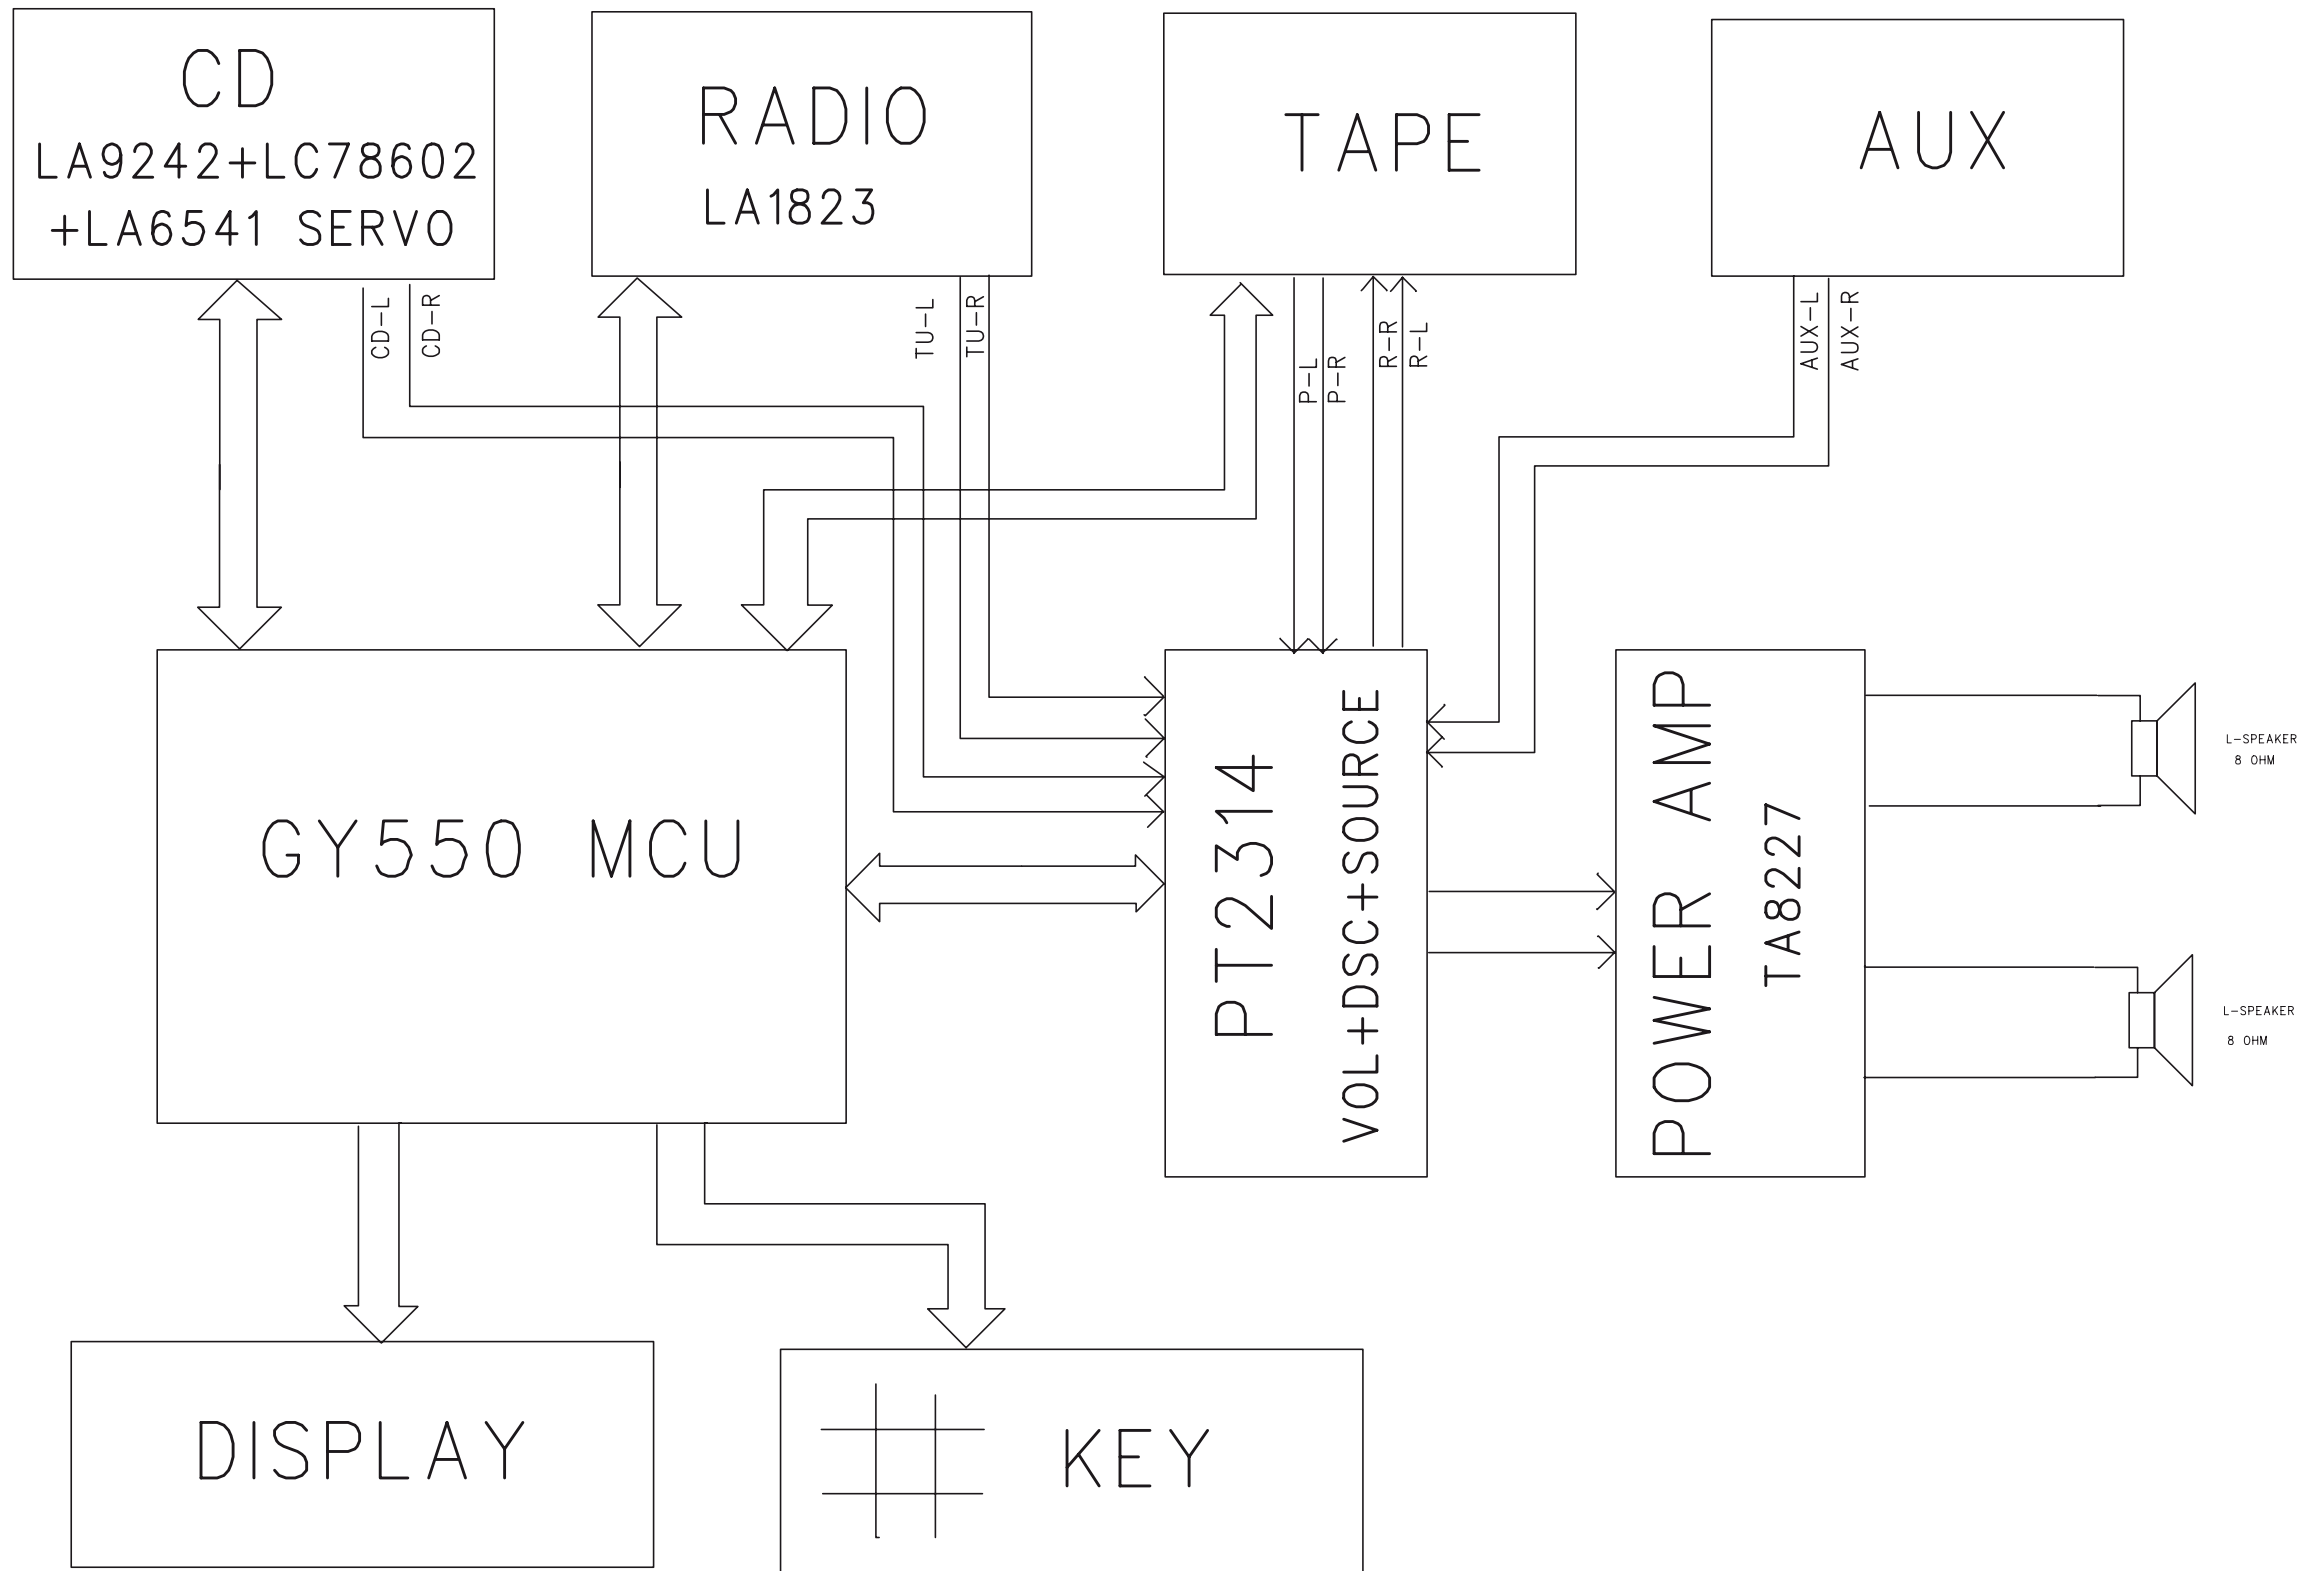 CD
LA9242+LC78602
+LA6541 SERVO
RADIO
LA1823
TAPE
AUX
CD-L
CD-R
TU-L
TU-R
P-L
P-R
R-R
R-L
AUX-L
AUX-R
GY550 MCU
PT2314
VOL+DSC+SOURCE
POWER AMP
TA8227
L-SPEAKER
8 OHM
L-SPEAKER
8 OHM
DISPLAY
KEY